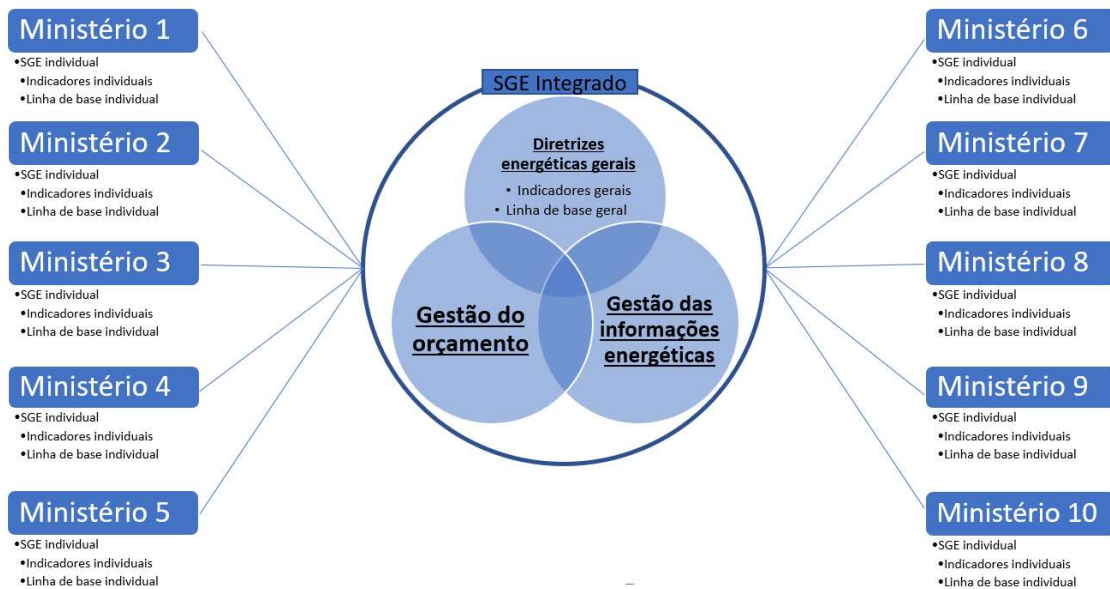 Ministério 1
•SGE individual
•Indicadores individuais
•Linha de base individual
Ministério 2
•SGE individual
•Indicadores individuais
•Linha de base individual
Ministério 3
•SGE individual
•Indicadores individuais
•Linha de base individual
Ministério 4
•SGE individual
•Indicadores individuais
•Linha de base individual
Ministério 5
•SGE individual
•Indicadores individuais
•Linha de base individual
SGE Integrado
Diretrizes
energéticas gerais
• Indicadores gerais
• Linha de base geral
Gestão do
orçamento
Gestão das
informações
energéticas
Ministério 6
•SGE individual
•Indicadores individuais
•Linha de base individual
Ministério 7
•SGE individual
•Indicadores individuais
•Linha de base individual
Ministério 8
•SGE individual
•Indicadores individuais
•Linha de base individual
Ministério 9
•SGE individual
•Indicadores individuais
•Linha de base individual
Ministério 10
•SGE individual
•Indicadores individuais
•Linha de base individual